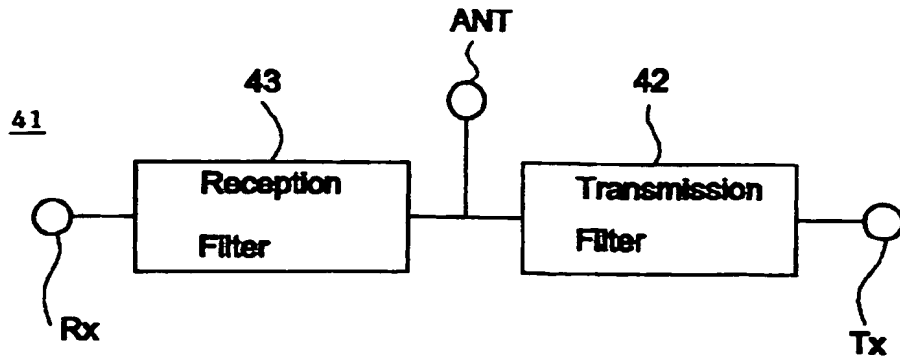 ANT
43
42
41
Reception
Filter
Transmission
Filter
Rx
Tx